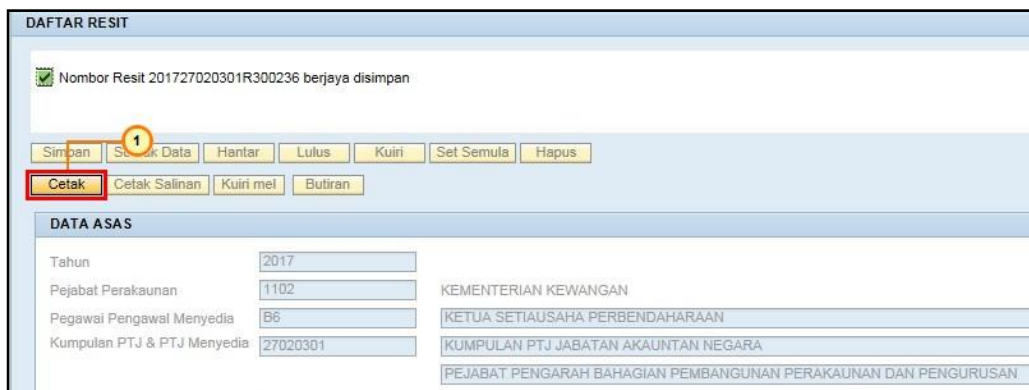 DAFTAR RESIT
Nombor Resit 201727020301R300236 berjaya disimpan
1
Simpan Data Hantar Lulus Kuiri Set Semula Hapus
Cetak Cetak Salinan Kuiri mel Butiran
DATA ASAS
Tahun 2017
Pejabat Perakaunan 1102 KEMENTERIAN KEWANGAN
Pegawai Pengawal Menyedia B6 KETUA SETIAUSAHA PERBENDAHARAAN
Kumpulan PTJ & PTJ Menyedia 27020301 KUMPULAN PTJ JABATAN AKAUNTAN NEGARA
PEJABAT PENGARAH BAHAGIAN PEMBANGUNAN PERAKAUNAN DAN PENGURUSAN